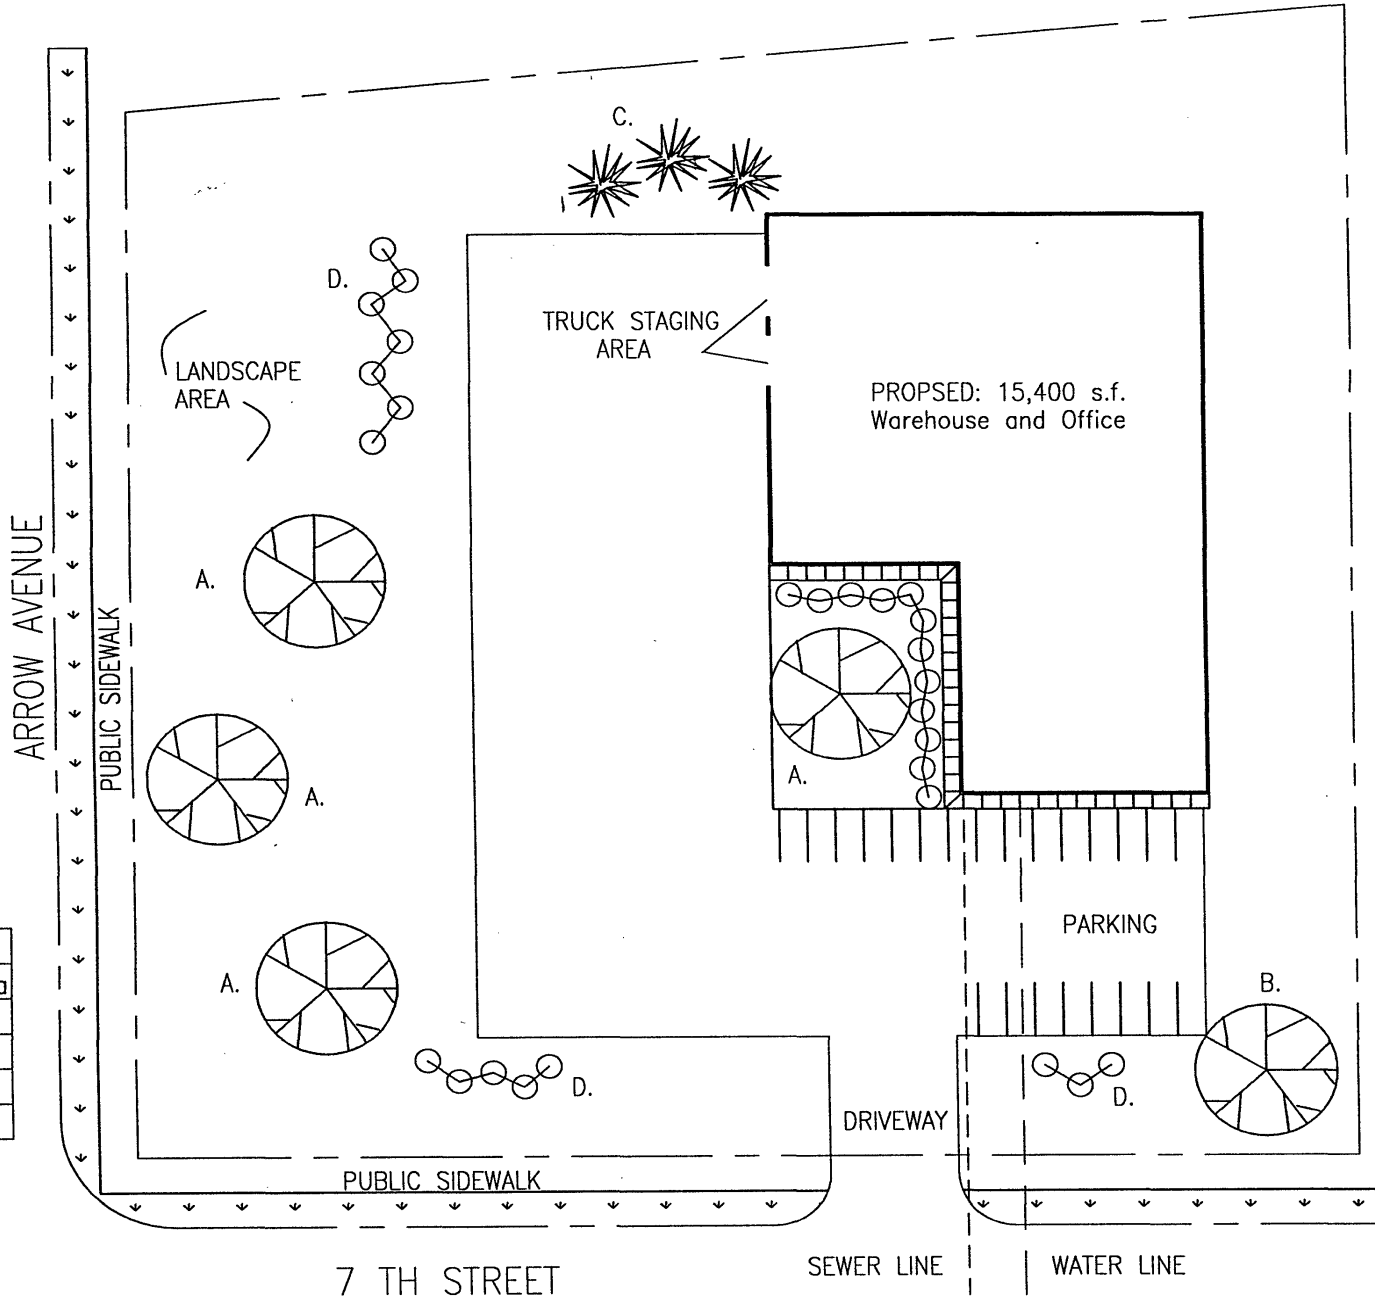 C.
D.
TRUCK STAGING
AREA
LANDSCAPE
AREA
PROPSED: 15,400 s.f.
Warehouse and Office
ARROW AVENUE
PUBLIC SIDEWALK
A.
A.
A.
A.
PARKING
B.
D.
D.
DRIVEWAY
PUBLIC SIDEWALK
SEWER LINE
WATER LINE
7 TH STREET